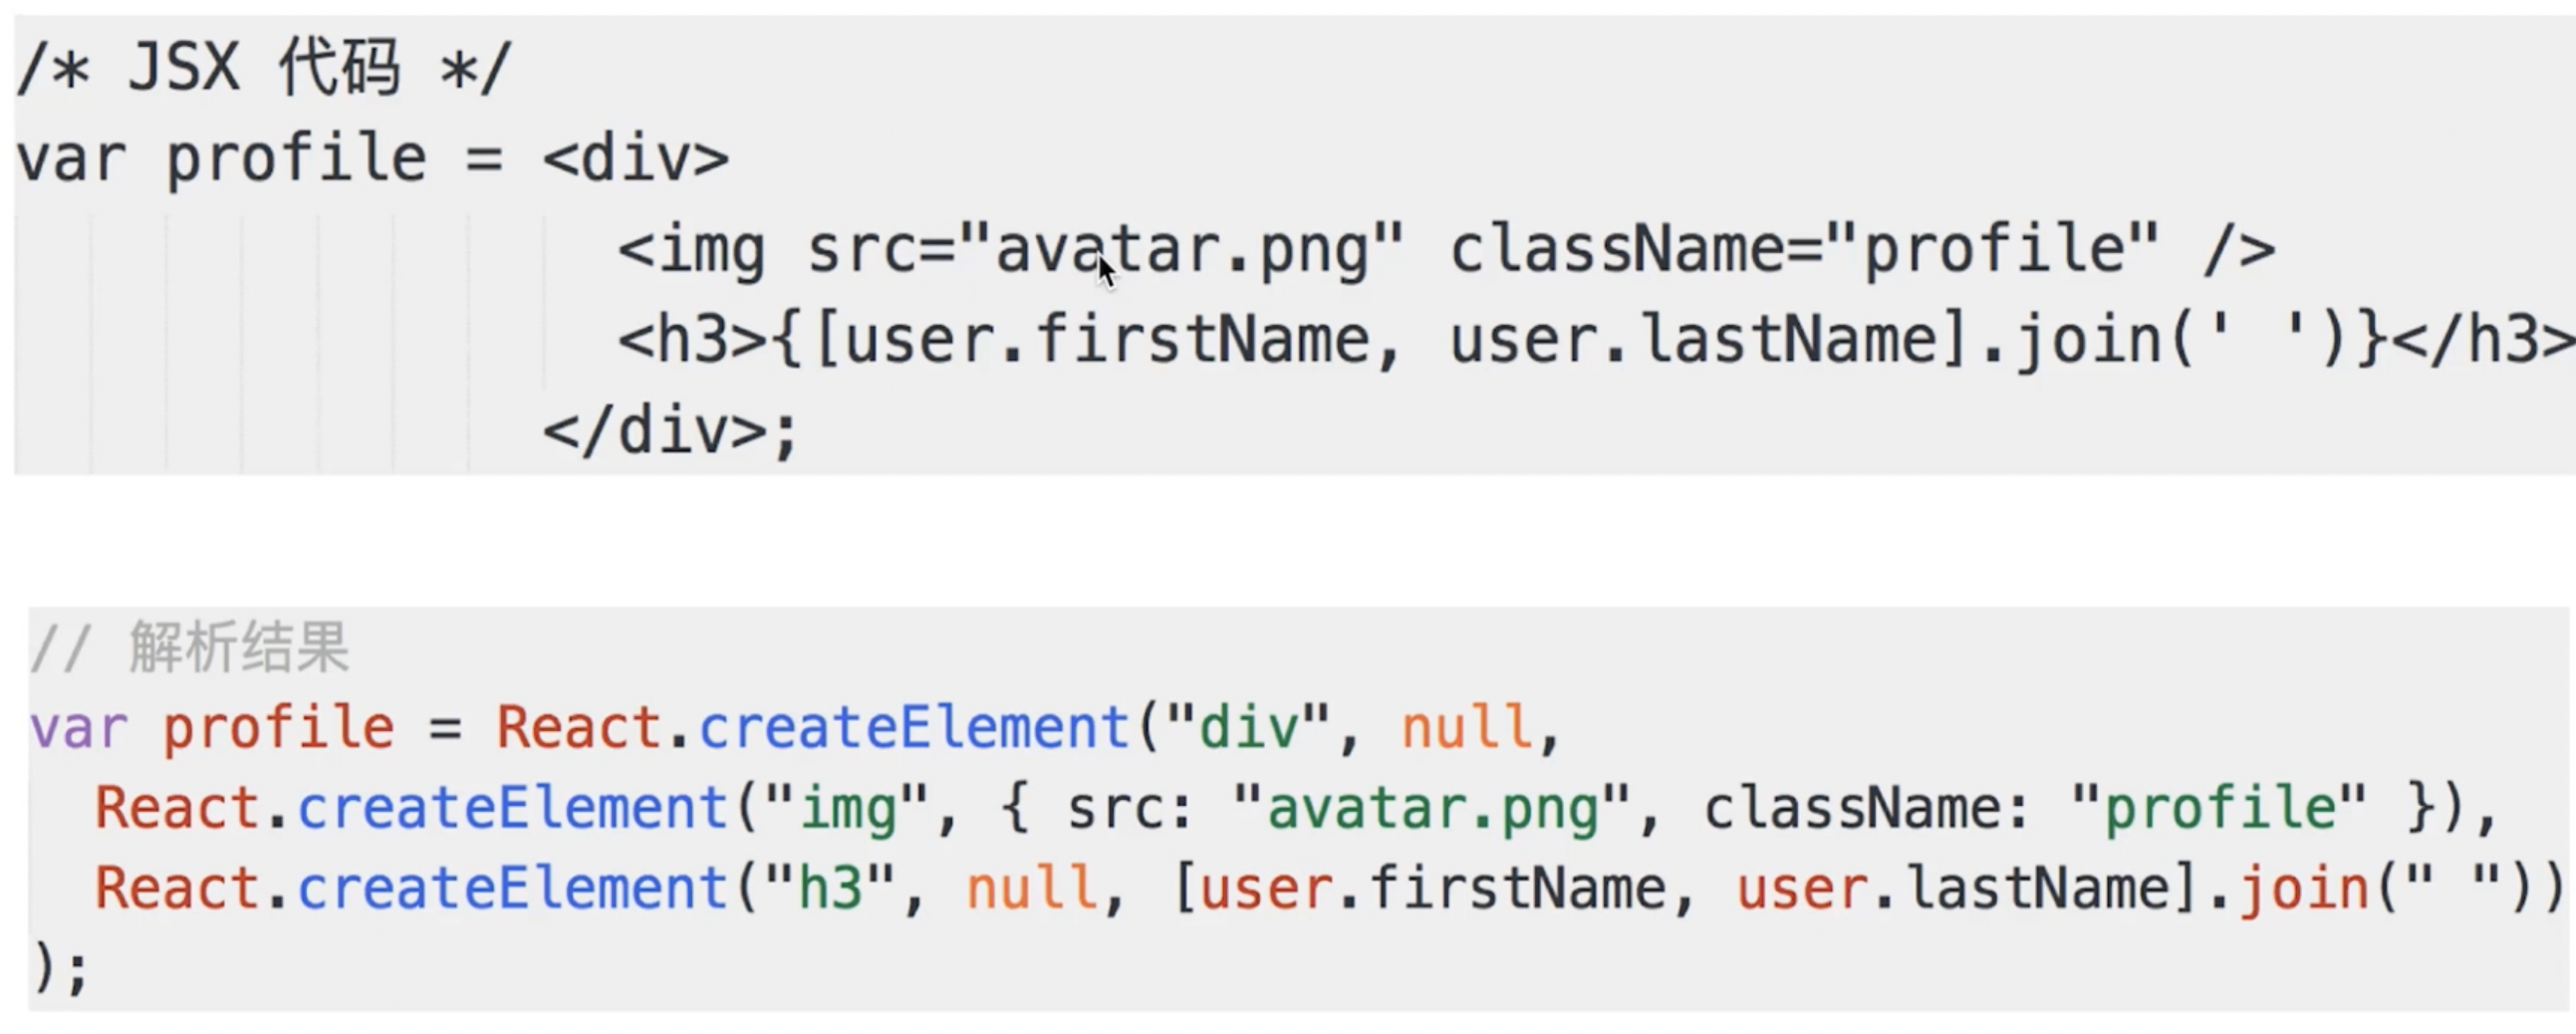 /* JSX 代码 */
var profile = <div>
<img src="avatar.png" className="profile" />
<h3>{[user.firstName, user.lastName].join(' ')}</h3>
</div>;
// 解析结果
var profile = React.createElement("div", null,
React.createElement("img", { src: "avatar.png", className: "profile" }),
React.createElement("h3", null, [user.firstName, user.lastName].join(" "))
);